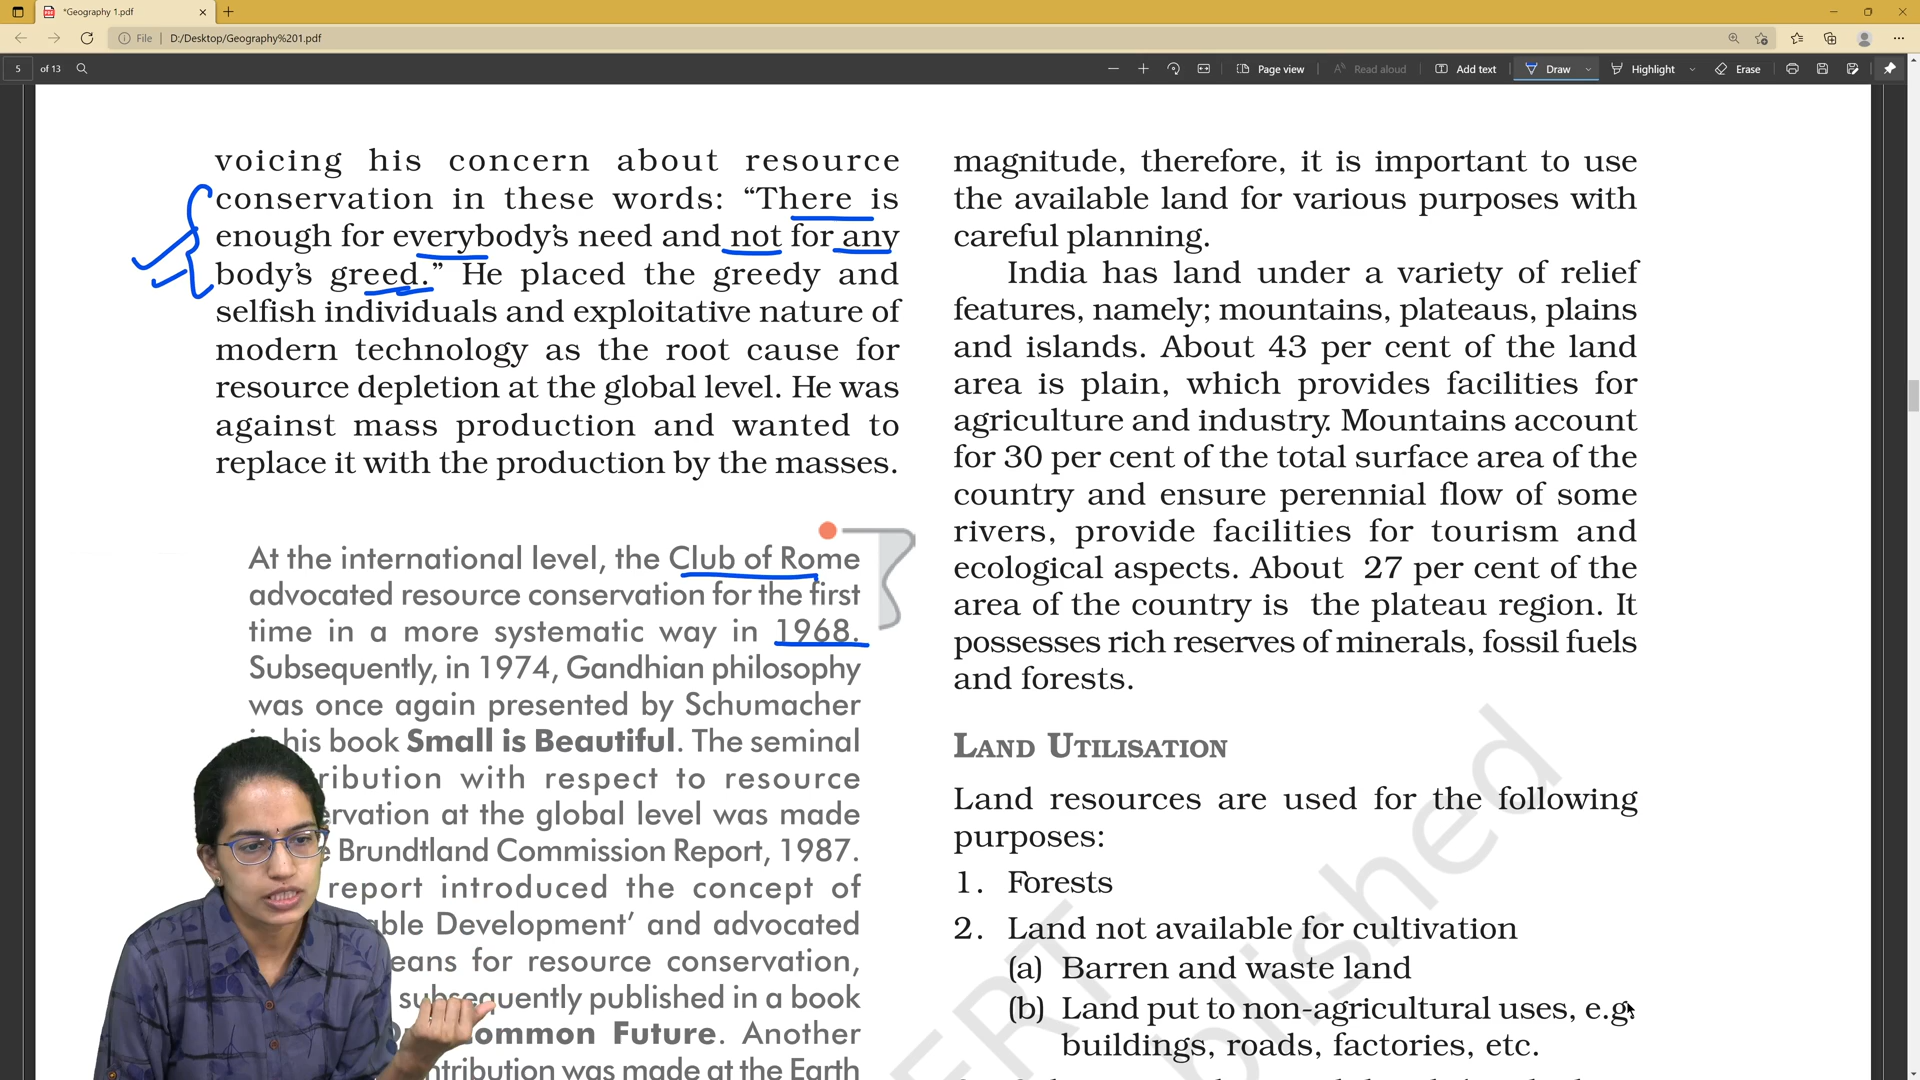 *Geography 1.pdf
File
D:/Desktop/Geography%201.pdf
5 of 13
Page view
Read aloud
Add text
Draw
Highlight
Erase
voicing his concern about resource
conservation in these words: “There is
enough for everybody’s need and not for any
body’s greed.” He placed the greedy and
selfish individuals and exploitative nature of
modern technology as the root cause for
resource depletion at the global level. He was
against mass production and wanted to
replace it with the production by the masses.
At the international level, the Club of Rome
advocated resource conservation for the first
time in a more systematic way in 1968.
Subsequently, in 1974, Gandhian philosophy
was once again presented by Schumacher
his book Small is Beautiful. The seminal
ribution with respect to resource
ervation at the global level was made
Brundtland Commission Report, 1987.
report introduced the concept of
able Development’ and advocated
eans for resource conservation,
subsequently published in a book
Common Future. Another
ntribution was made at the Earth
magnitude, therefore, it is important to use
the available land for various purposes with
careful planning.
India has land under a variety of relief
features, namely; mountains, plateaus, plains
and islands. About 43 per cent of the land
area is plain, which provides facilities for
agriculture and industry. Mountains account
for 30 per cent of the total surface area of the
country and ensure perennial flow of some
rivers, provide facilities for tourism and
ecological aspects. About 27 per cent of the
area of the country is the plateau region. It
possesses rich reserves of minerals, fossil fuels
and forests.
LAND UTILISATION
Land resources are used for the following
purposes:
1. Forests
2. Land not available for cultivation
(a) Barren and waste land
(b) Land put to non-agricultural uses, e.g.
buildings, roads, factories, etc.